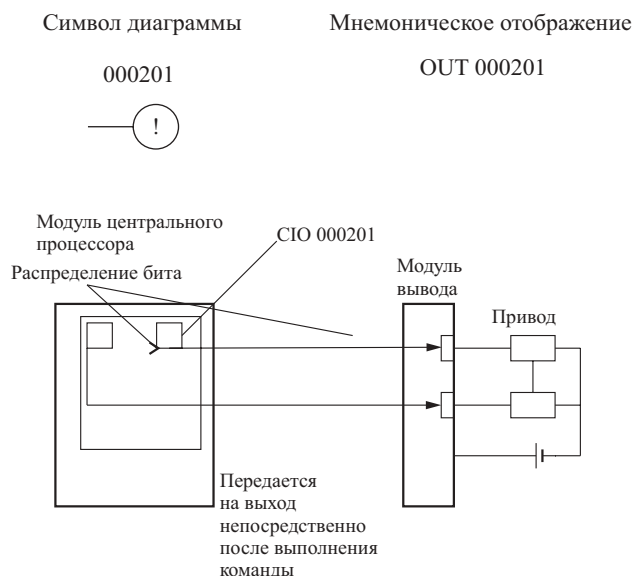 Символ диаграммы
Мнемоническое отображение
000201
OUT 000201
!
Модуль центрального
процессора
CIO 000201
Распределение бита
Модуль
вывода
Привод
Передается
на выход
непосредственно
после выполнения
команды